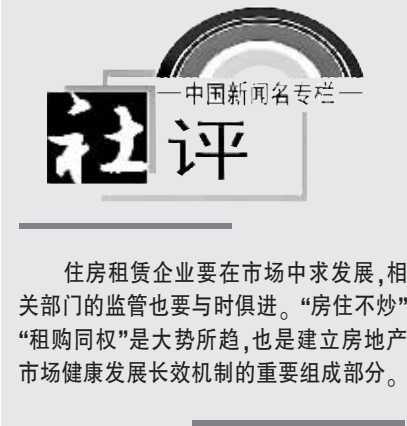 中国新闻名专栏
社评
住房租赁企业要在市场中求发展,相
关部门的监管也要与时俱进。“房住不炒”
“租购同权”是大势所趋,也是建立房地产
市场健康发展长效机制的重要组成部分。